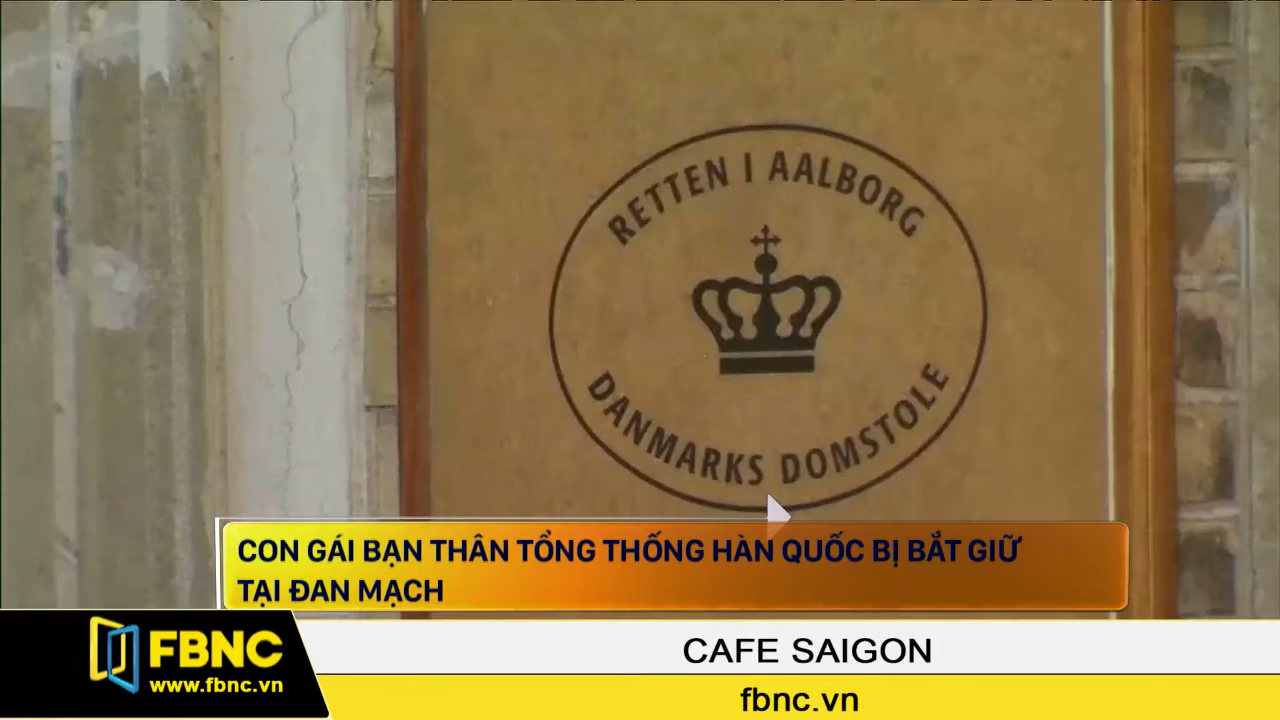 RETTEN I AALBORG
DANMARKS DOMSTOLE
CON GÁI BẠN THÂN TỔNG THỐNG HÀN QUỐC BỊ BẮT GIỮ
TẠI ĐAN MẠCH
FBNC
www.fbnc.vn
CAFE SAIGON
fbnc.vn